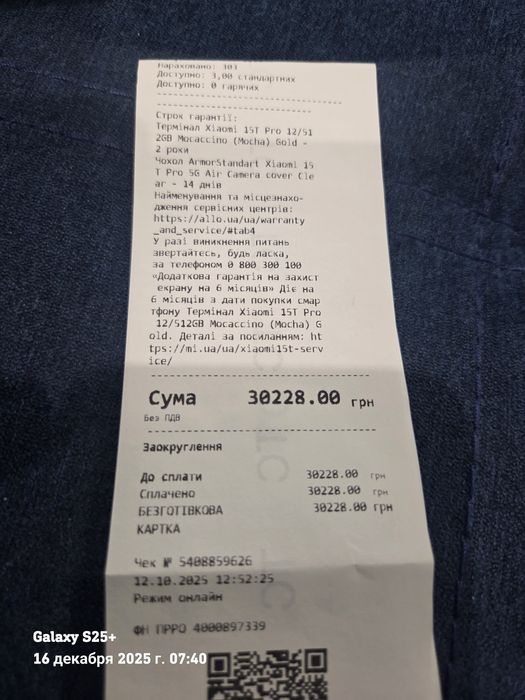 Нараховано: 303
Доступно: 3,00 стандартних
Доступно: 0 гарячих
Строк гарантії:
Термінал Xiaomi 15T Pro 12/51
2GB Mocaccino (Mocha) Gold -
2 роки
Чохол ArmorStandart Xiaomi 15
T Pro 5G Air Camera cover Cle
ar - 14 днів
Найменування та місцезнахо-
дження сервісних центрів:
https://allo.ua/ua/warranty
_and_service/#tab4
У разі виникнення питань
звертайтесь, будь ласка,
за телефоном 0 800 300 100
«Додаткова гарантія на захист
екрану на 6 місяців» Діє на
6 місяців з дати покупки смар
тфону Термінал Xiaomi 15T Pro
12/512GB Mocaccino (Mocha) G
old. Деталі за посиланням: ht
tps://mi.ua/ua/xiaomi15t-serv
ice/
Сума 30228.00 грн
Без ПДВ
Заокруглення
До сплати 30228.00 грн
Сплачено 30228.00 грн
БЕЗГОТІВКОВА 30228.00 грн
КАРТКА
Чек № 5408859626
12.10.2025 12:52:25
Режим онлайн
ФН ПРРО 4000897339
Galaxy S25+
16 декабря 2025 г. 07:40